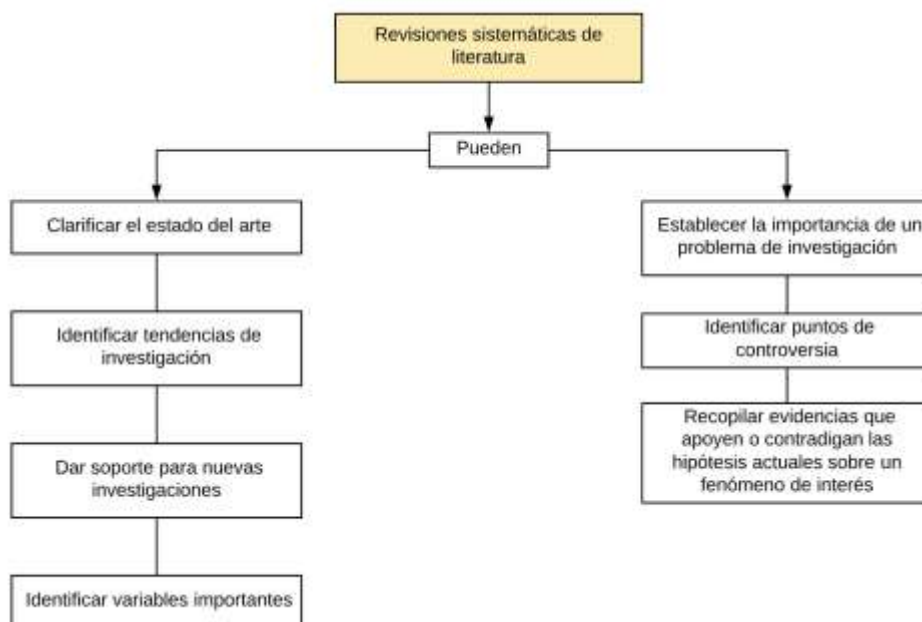 Revisiones sistemáticas de
literatura
Pueden
Clarificar el estado del arte
Identificar tendencias de
investigación
Dar soporte para nuevas
investigaciones
Identificar variables importantes
Establecer la importancia de un
problema de investigación
Identificar puntos de
controversia
Recopilar evidencias que
apoyen o contradigan las
hipótesis actuales sobre un
fenómeno de interés